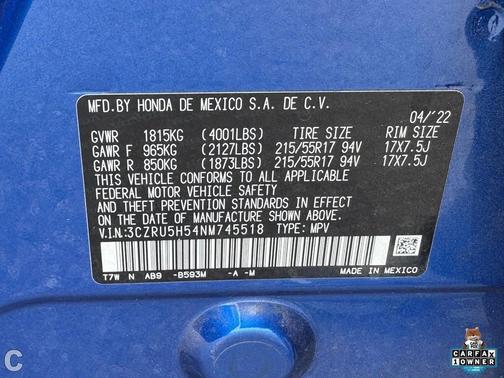 MFD.BY HONDA DE MEXICO S.A. DE C.V.
04/'22
GVWR 1815KG (4001LBS) TIRE SIZE RIM SIZE
GAWR F 965KG (2127LBS) 215/55R17 94V 17X7.5J
GAWR R 850KG (1873LBS) 215/55R17 94V 17X7.5J
THIS VEHICLE CONFORMS TO ALL APPLICABLE
FEDERAL MOTOR VEHICLE SAFETY
AND THEFT PREVENTION STANDARDS IN EFFECT
ON THE DATE OF MANUFACTURE SHOWN ABOVE.
V.I.N:3CZRU5H54NM745518 TYPE: MPV
T7W N AB9 -B593M -A -M
MADE IN MEXICO
C
CARFAX
1 OWNER